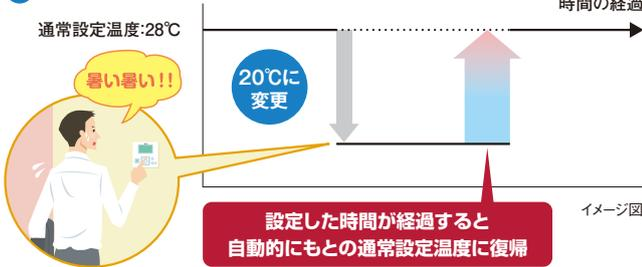 時間の経過
通常設定温度:28℃
暑い暑い!!
20℃に
変更
イメージ図
設定した時間が経過すると
自動的にもとの通常設定温度に復帰